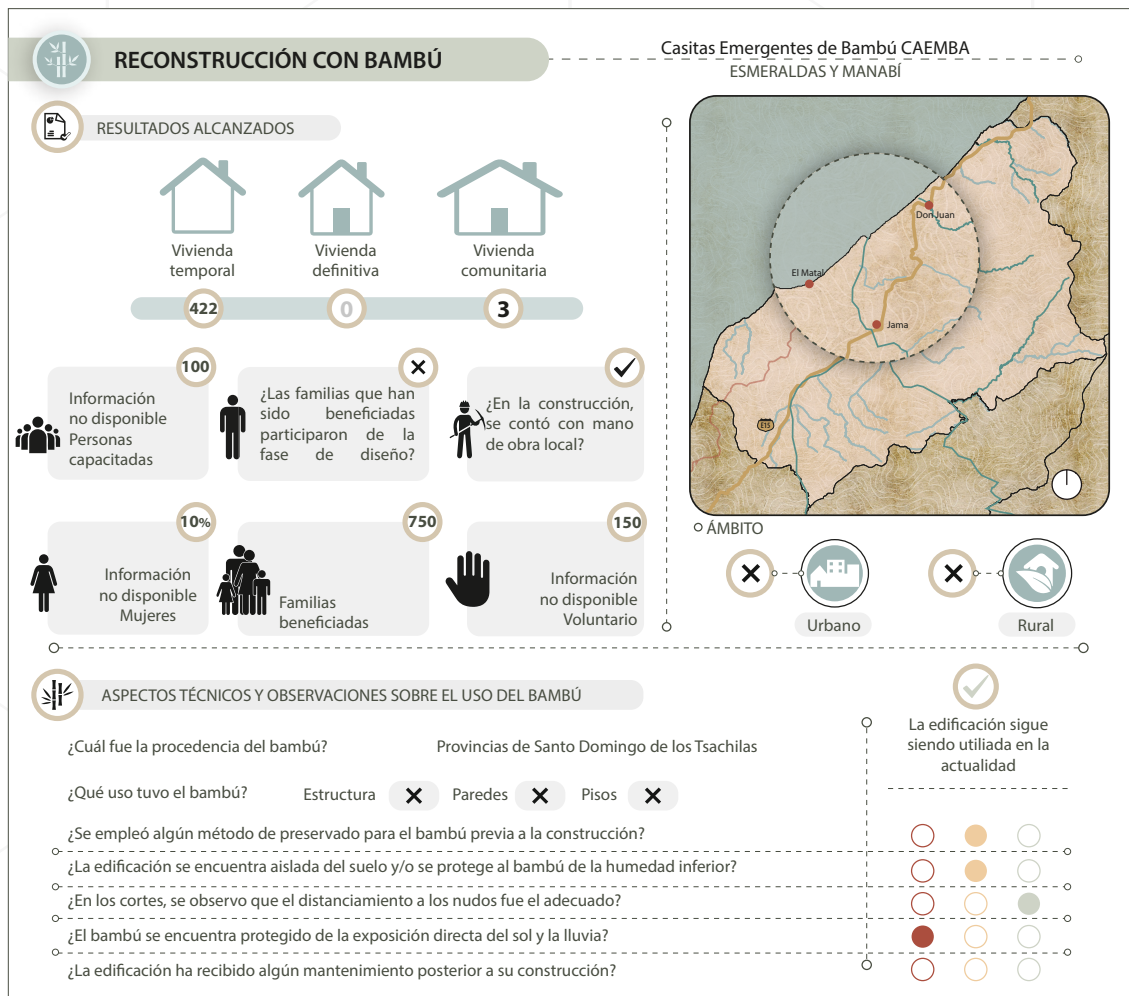 RECONSTRUCCIÓN CON BAMBÚ
Casitas Emergentes de Bambú CAEMBA
ESMERALDAS Y MANABÍ
RESULTADOS ALCANZADOS
Vivienda
temporal
Vivienda
definitiva
Vivienda
comunitaria
422
0
3
100
Información
no disponible
Personas
capacitadas
¿Las familias que han
sido beneficiadas
participaron de la
fase de diseño?
¿En la construcción,
se contó con mano
de obra local?
10%
Información
no disponible
Mujeres
750
Familias
beneficiadas
150
Información
no disponible
Voluntario
Don Juan
El Matal
Jama
E15
ÁMBITO
Urbano
Rural
ASPECTOS TÉCNICOS Y OBSERVACIONES SOBRE EL USO DEL BAMBÚ
La edificación sigue
siendo utiliada en la
actualidad
¿Cuál fue la procedencia del bambú? Provincias de Santo Domingo de los Tsachilas
¿Qué uso tuvo el bambú? Estructura Paredes Pisos
¿Se empleó algún método de preservado para el bambú previa a la construcción?
¿La edificación se encuentra aislada del suelo y/o se protege al bambú de la humedad inferior?
¿En los cortes, se observo que el distanciamiento a los nudos fue el adecuado?
¿El bambú se encuentra protegido de la exposición directa del sol y la lluvia?
¿La edificación ha recibido algún mantenimiento posterior a su construcción?